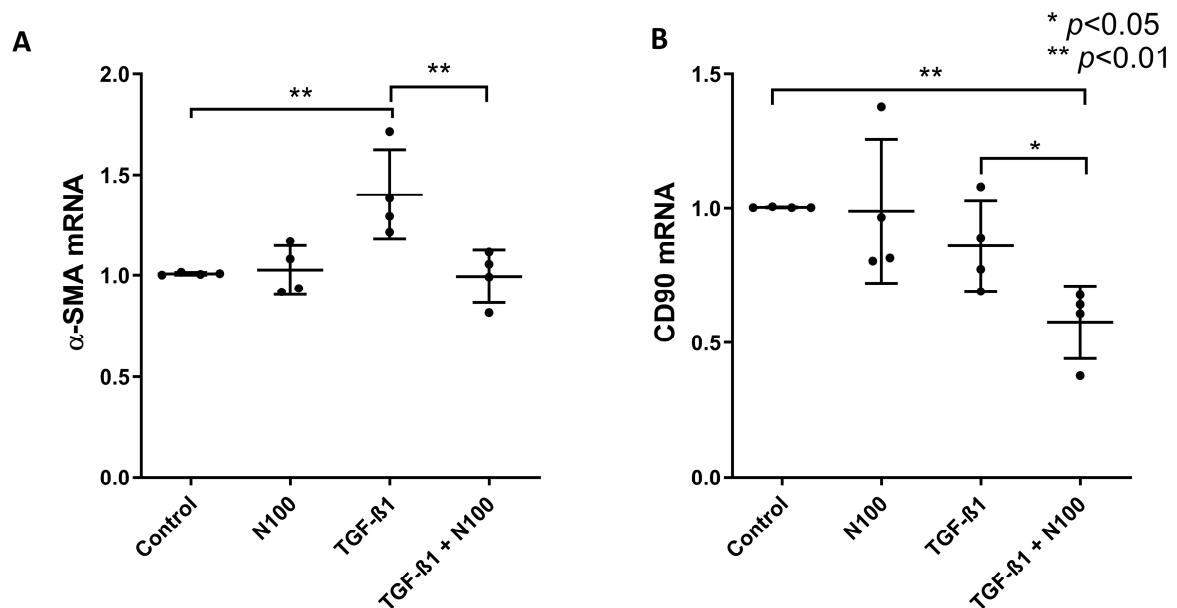 A
α-SMA mRNA
2.0
1.5
1.0
0.5
0.0
**
**
Control
N100
TGF-ß1
TGF-ß1 + N100
B
* p<0.05
** p<0.01
CD90 mRNA
1.5
1.0
0.5
0.0
**
*
Control
N100
TGF-ß1
TGF-ß1 + N100